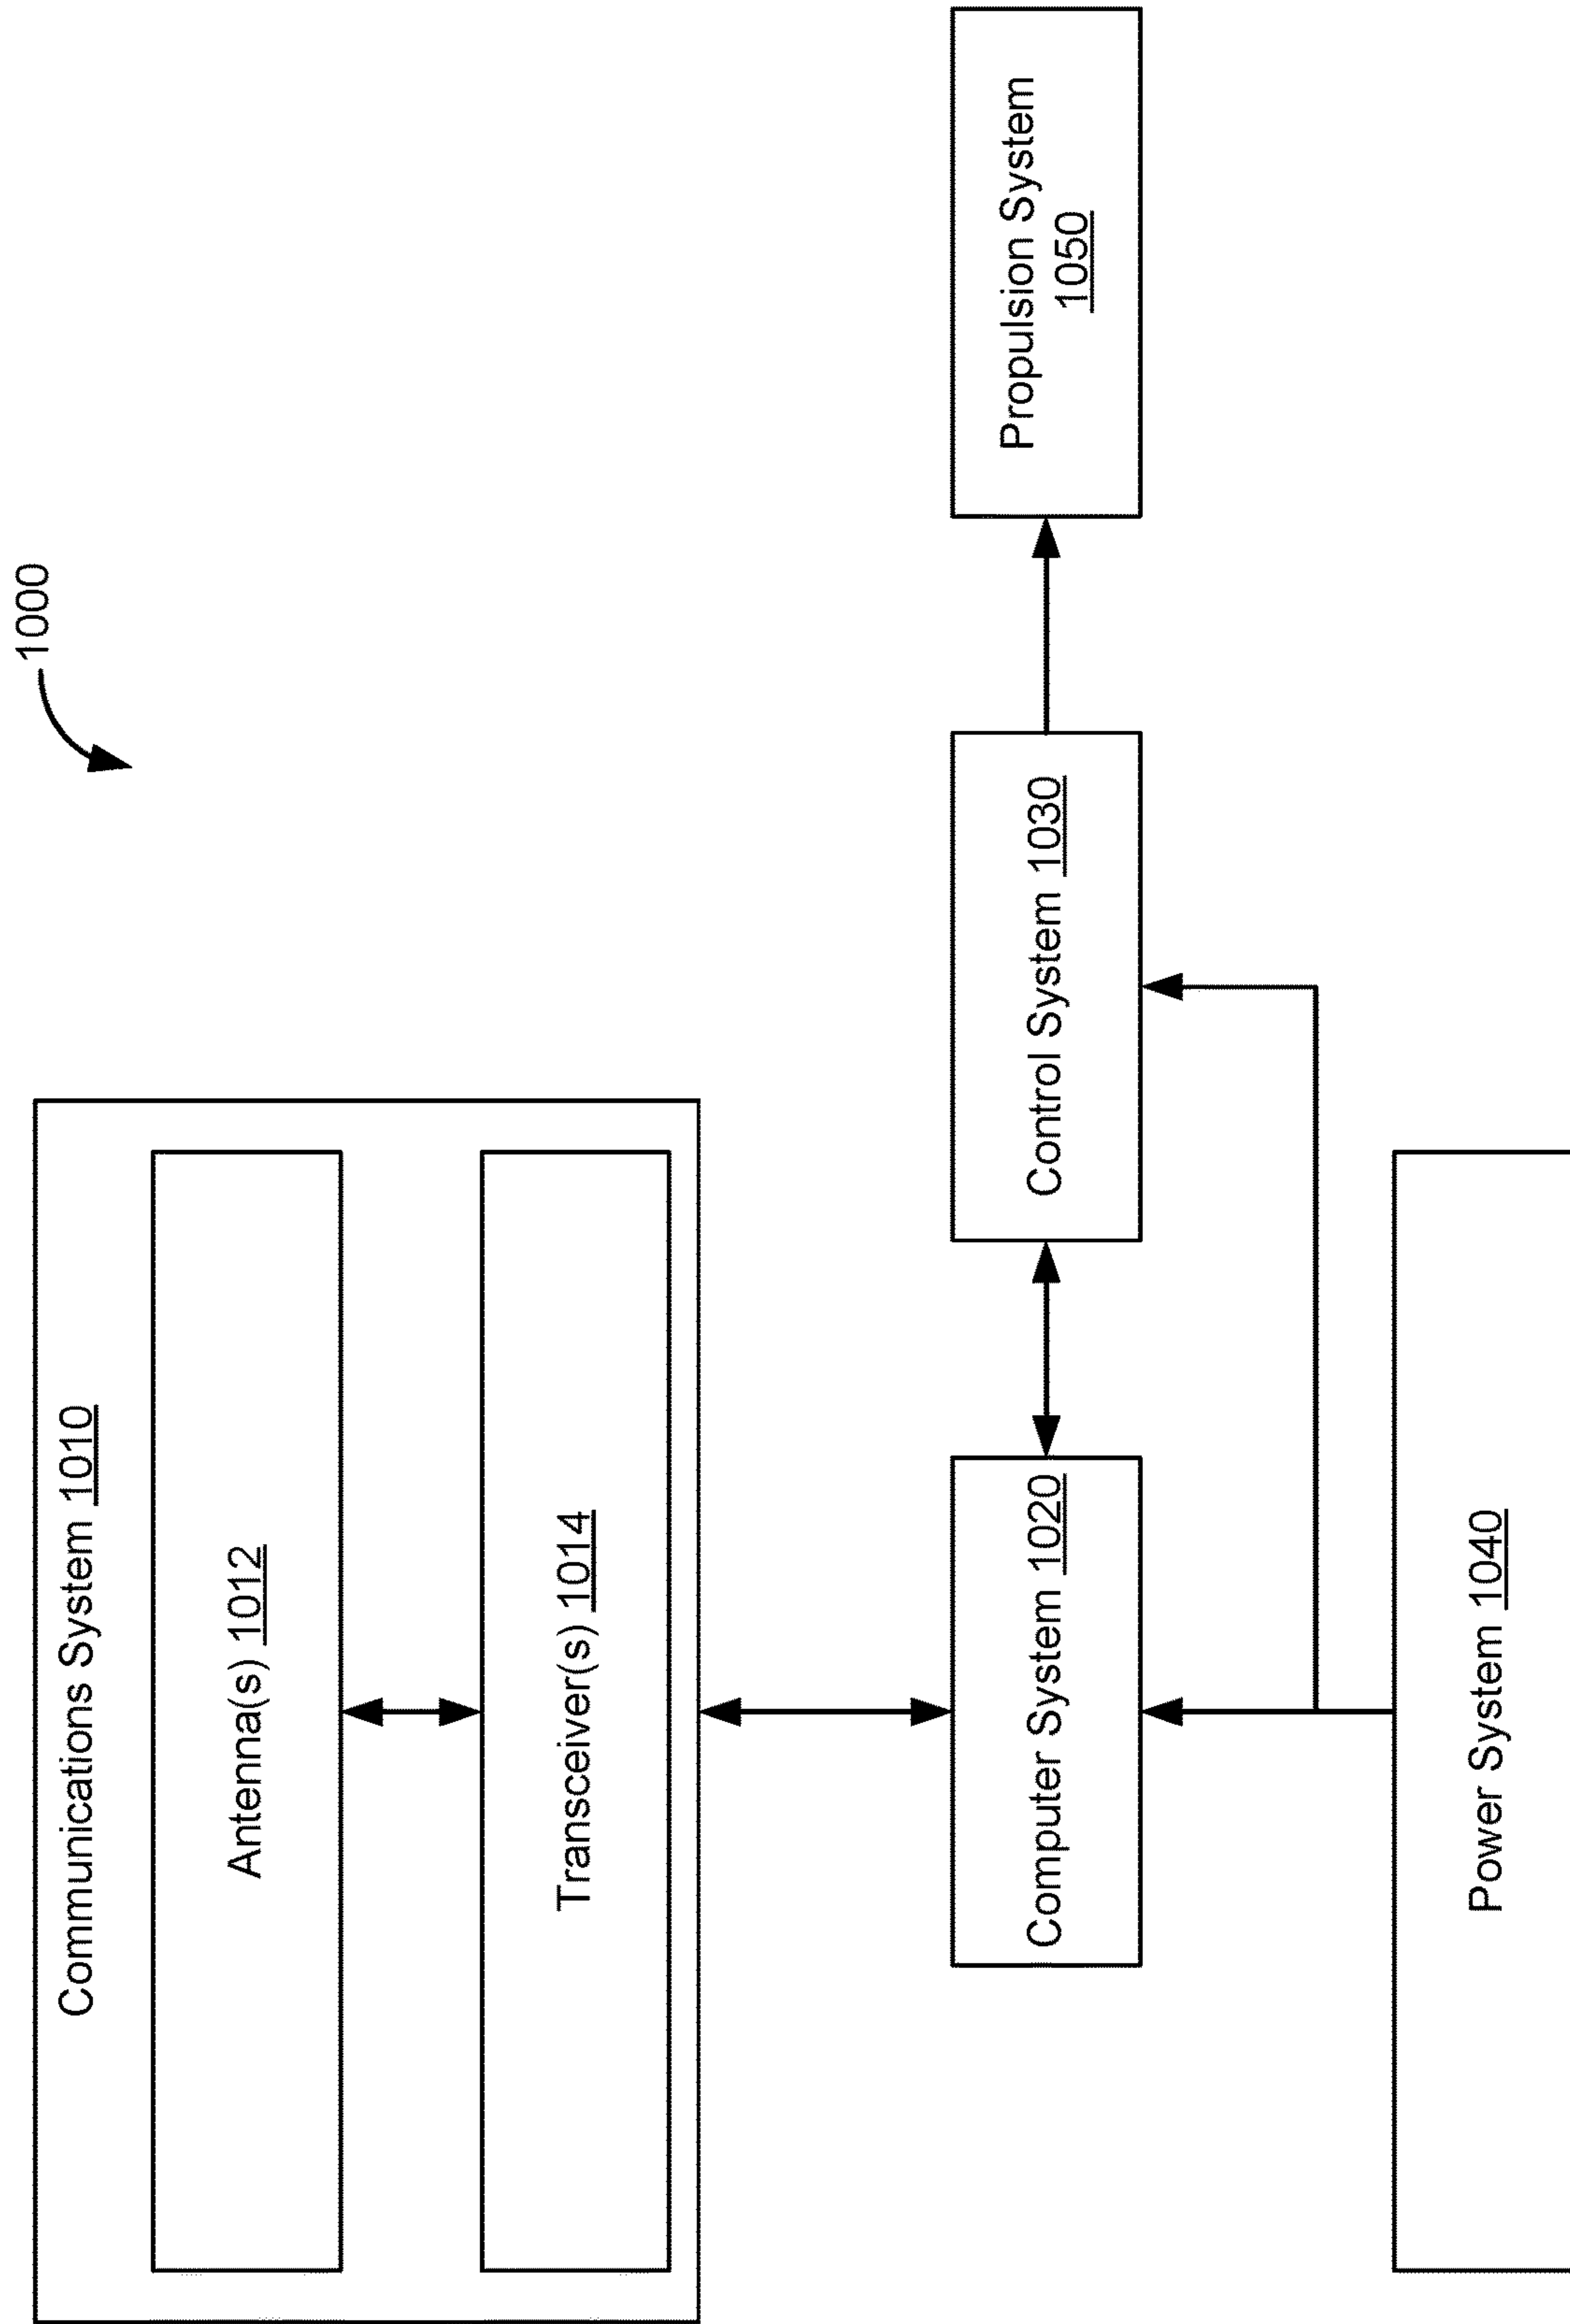 1000
Communications System 1010
Antenna(s) 1012
Transceiver(s) 1014
Computer System 1020
Control System 1030
Propulsion System
1050
Power System 1040